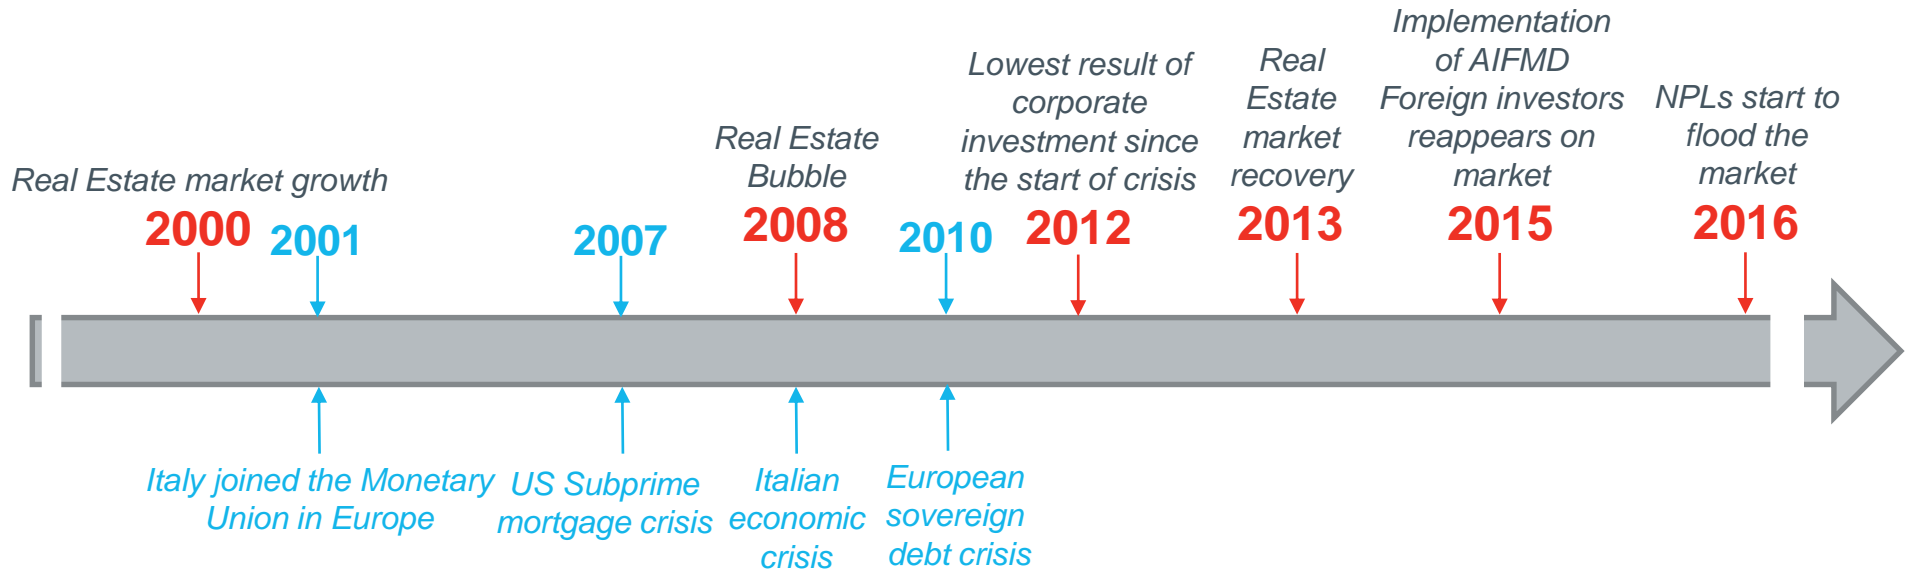 Real Estate market growth
2000
2001
2007
Real Estate
Bubble
2008
2010
Lowest result of
corporate
investment since
the start of crisis
2012
Real
Estate
market
recovery
2013
Implementation
of AIFMD
Foreign investors
reappears on
market
2015
NPLs start to
flood the
market
2016
Italy joined the Monetary
Union in Europe
US Subprime
mortgage crisis
Italian
economic
crisis
European
sovereign
debt crisis